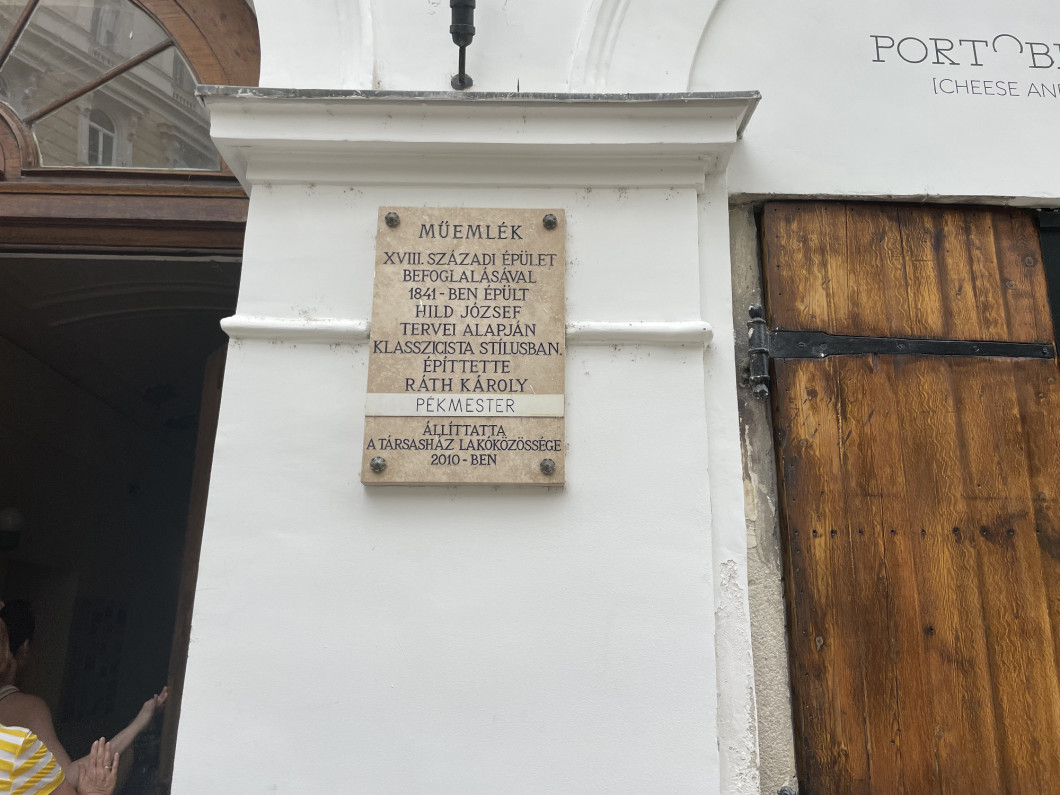 MŰEMLÉK
XVIII. SZÁZADI ÉPÜLET
BEFOGLALÁSÁVAL
1841 - BEN ÉPÜLT
HILD JÓZSEF
TERVEI ALAPJÁN
KLASSZICISTA STÍLUSBAN.
ÉPÍTTETTE
RÁTH KÁROLY
PÉKMESTER
ÁLLÍTTATTA
A TÁRSASHÁZ LAKÓKÖZÖSSÉGE
2010 - BEN
[CHEESE